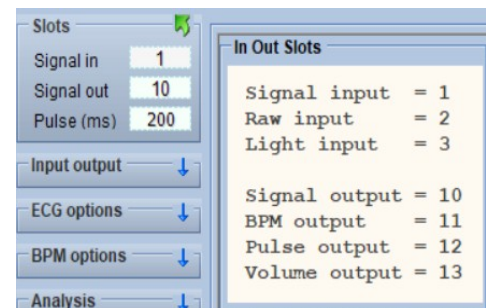 Slots
Signal in 1
Signal out 10
Pulse (ms) 200
Input output
ECG options
BPM options
Analysis
In Out Slots
Signal input = 1
Raw input = 2
Light input = 3
Signal output = 10
BPM output = 11
Pulse output = 12
Volume output = 13